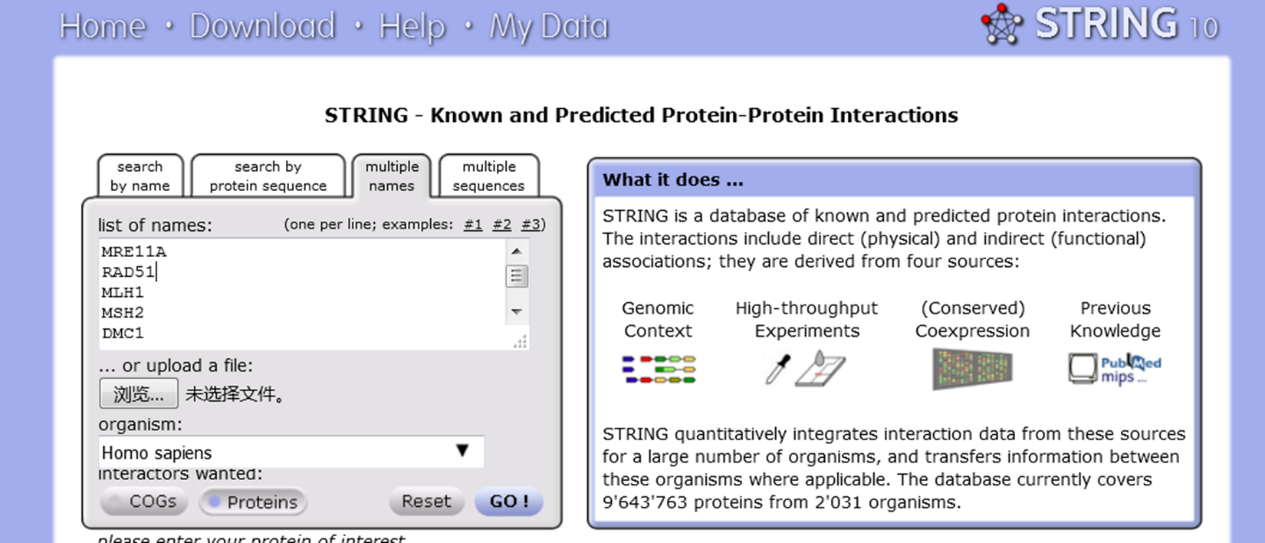 Home • Download • Help • My Data
STRING 10
STRING - Known and Predicted Protein-Protein Interactions
search
by name
search by
protein sequence
multiple
names
multiple
sequences
list of names: (one per line; examples: #1 #2 #3)
MRE11A
RAD51
MLH1
MSH2
DMC1
... or upload a file:
浏览... 未选择文件。
organism:
Homo sapiens
interactors wanted:
COGs Proteins Reset GO !
please enter your protein of interest
What it does ...
STRING is a database of known and predicted protein interactions.
The interactions include direct (physical) and indirect (functional)
associations; they are derived from four sources:
Genomic
Context
High-throughput
Experiments
(Conserved)
Coexpression
Previous
Knowledge
PubMed
mips ...
STRING quantitatively integrates interaction data from these sources
for a large number of organisms, and transfers information between
these organisms where applicable. The database currently covers
9'643'763 proteins from 2'031 organisms.